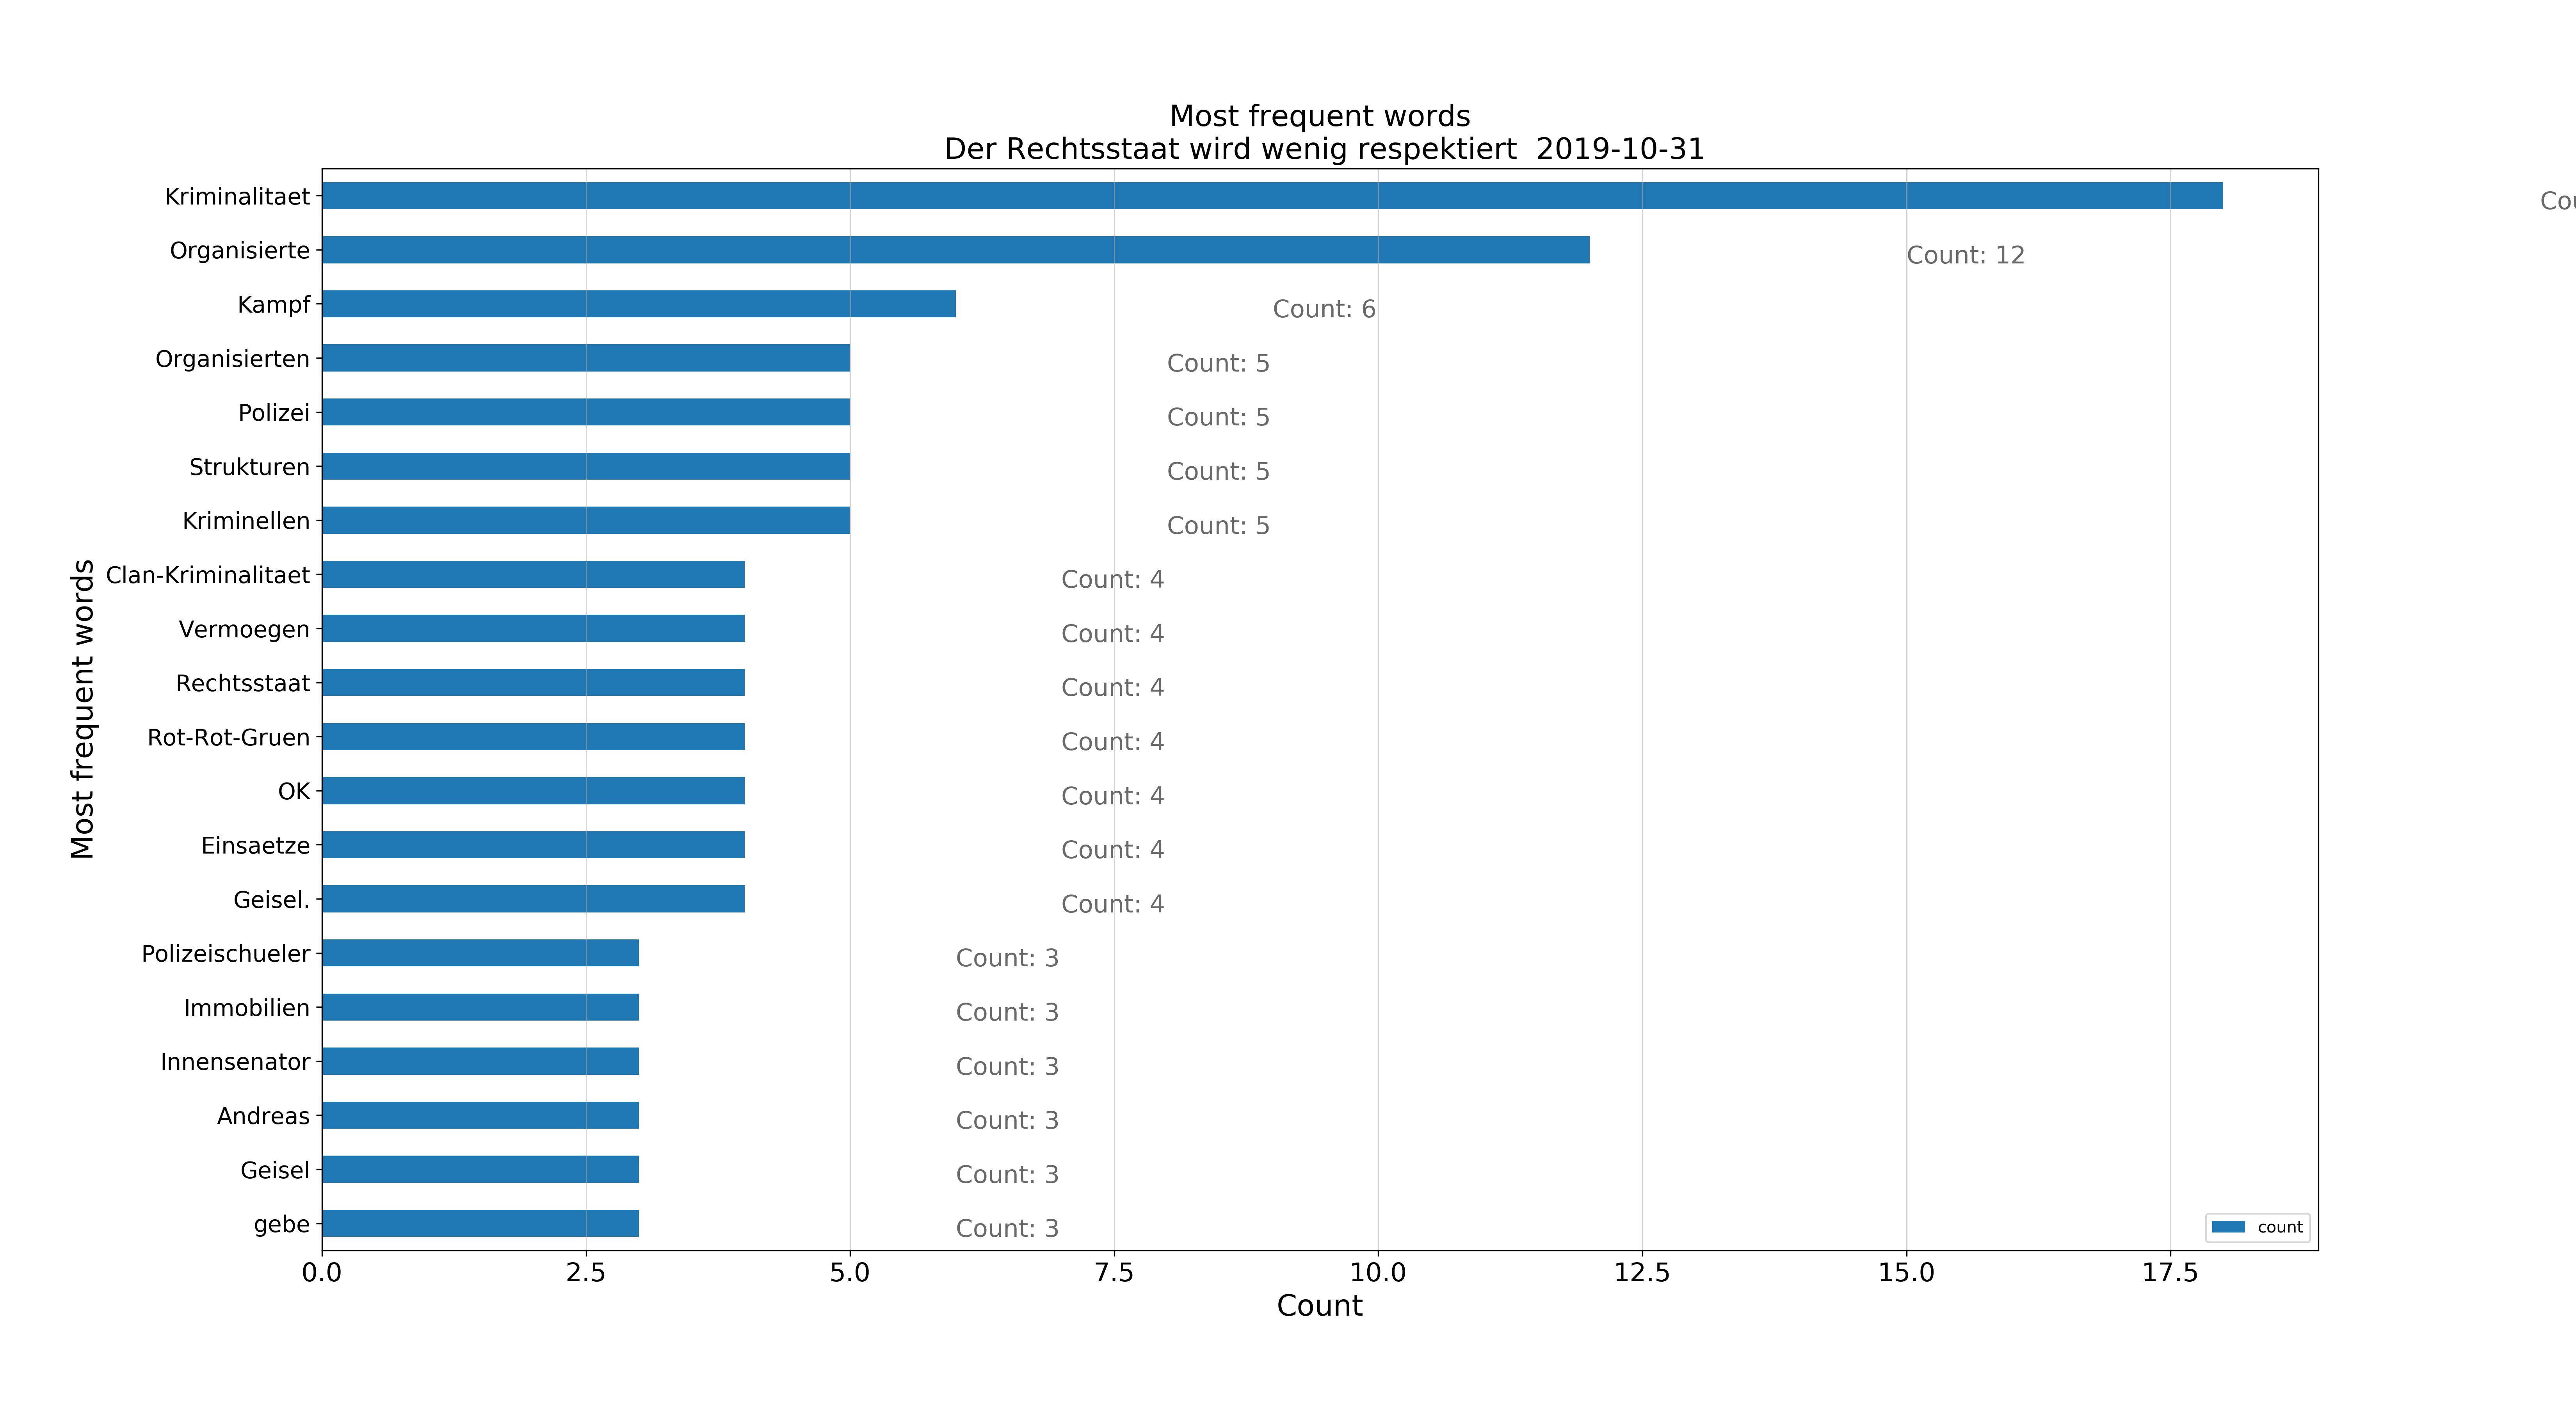 Most frequent words
Der Rechtsstaat wird wenig respektiert  2019-10-31
Kriminalitaet
Organisierte Count: 12
Kampf Count: 6
Organisierten Count: 5
Polizei Count: 5
Strukturen Count: 5
Kriminellen Count: 5
Clan-Kriminalitaet Count: 4
Vermoegen Count: 4
Rechtsstaat Count: 4
Rot-Rot-Gruen Count: 4
OK Count: 4
Einsaetze Count: 4
Geisel. Count: 4
Polizeischueler Count: 3
Immobilien Count: 3
Innensenator Count: 3
Andreas Count: 3
Geisel Count: 3
gebe Count: 3
Most frequent words
count
0.0 2.5 5.0 7.5 10.0 12.5 15.0 17.5
Count